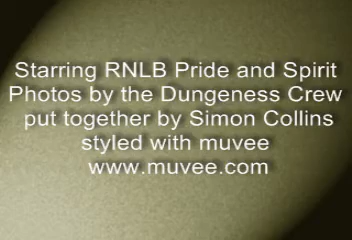 Starring RNLB Pride and Spirit
Photos by the Dungeness Crew
put together by Simon Collins
styled with muvee
www.muvee.com